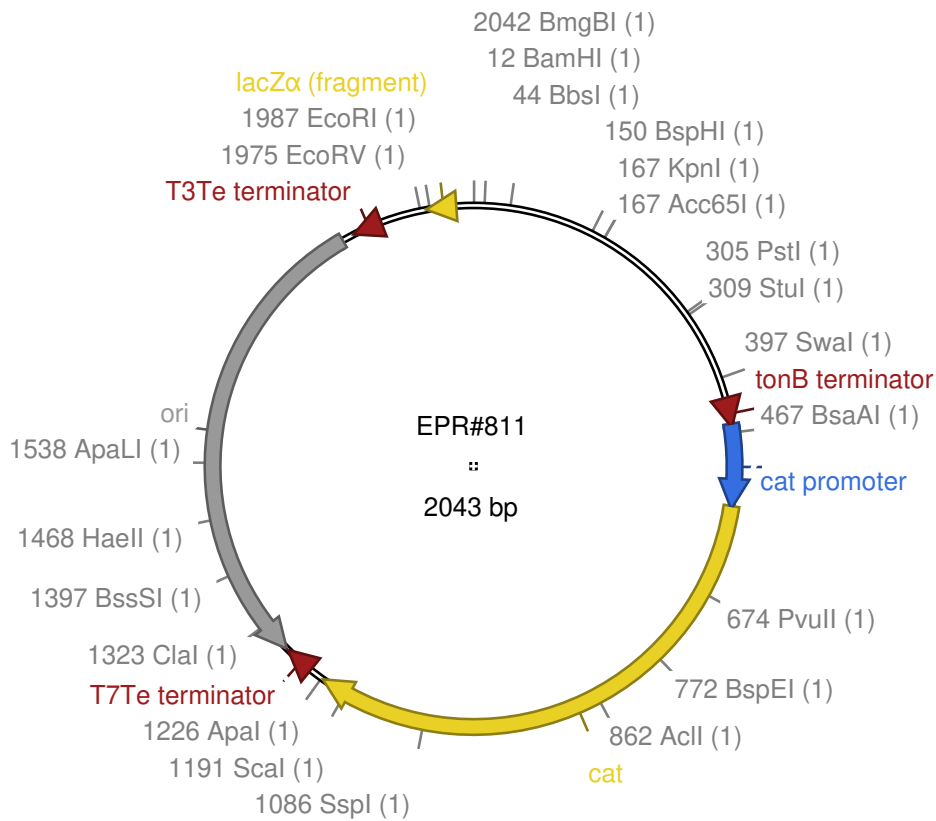 2042 BmgBI (1)
12 BamHI (1)
44 BbsI (1)
150 BspHI (1)
167 KpnI (1)
167 Acc65I (1)
305 PstI (1)
309 StuI (1)
397 SwaI (1)
tonB terminator
467 BsaAI (1)
cat promoter
674 PvuII (1)
772 BspEI (1)
862 AclI (1)
cat
1086 SspI (1)
1191 ScaI (1)
1226 ApaI (1)
T7Te terminator
1323 ClaI (1)
1397 BssSI (1)
1468 HaeII (1)
1538 ApaLI (1)
ori
T3Te terminator
1975 EcoRV (1)
1987 EcoRI (1)
lacZα (fragment)
EPR#811
2043 bp